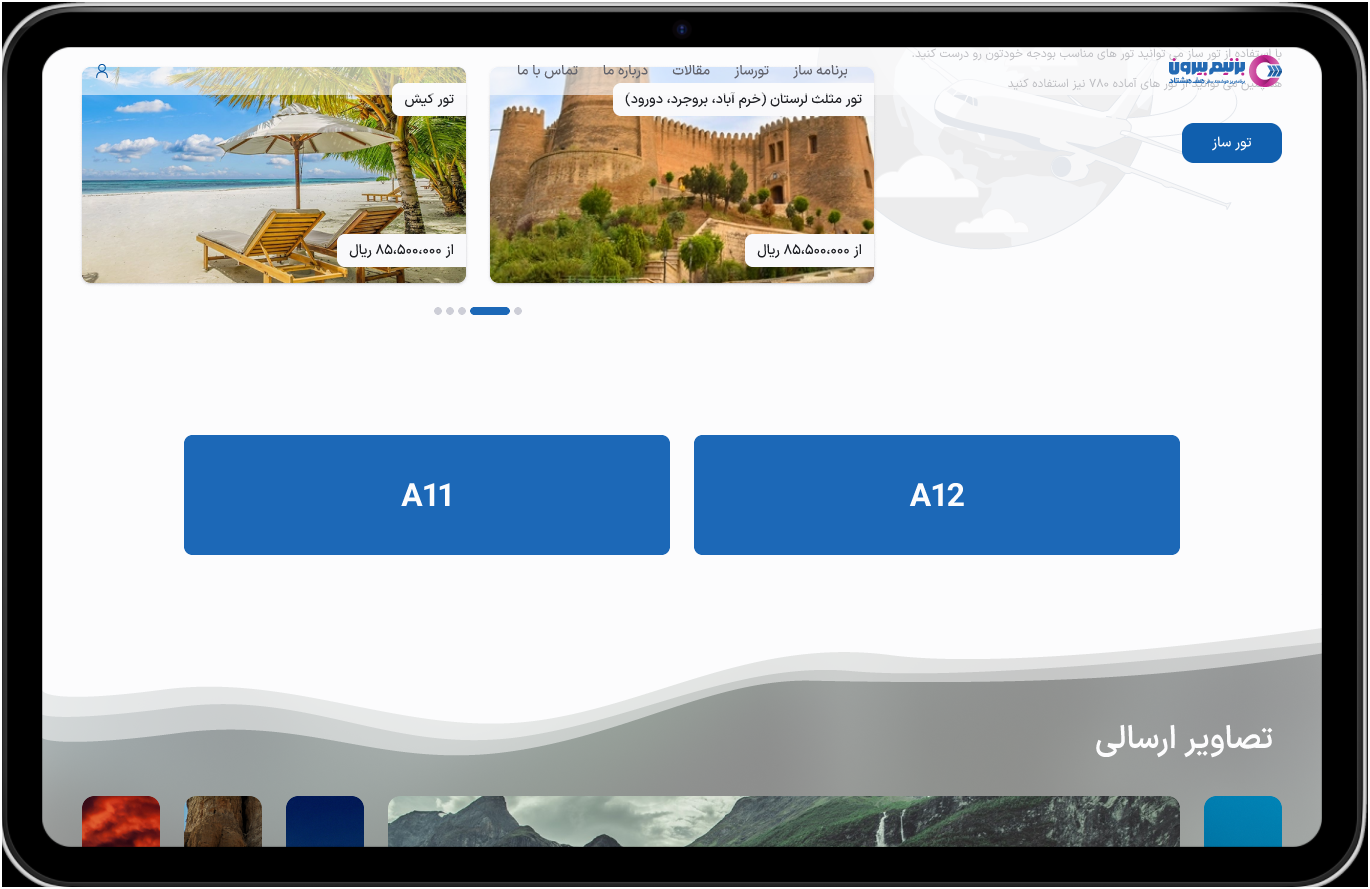 با استفاده از تور ساز می توانید تور های مناسب بودجه خودتون رو درست کنید.
بزنیم بیرون
برنامه ساز
تورساز
مقالات
درباره ما
تماس با ما
همچنین می توانید از تور های آماده ۷۸۰ نیز استفاده کنید
تور ساز
تور مثلث لرستان (خرم آباد، بروجرد، دورود)
تور کیش
از ۸۵،۵۰۰،۰۰۰ ریال
از ۸۵،۵۰۰،۰۰۰ ریال
A12
A11
تصاویر ارسالی